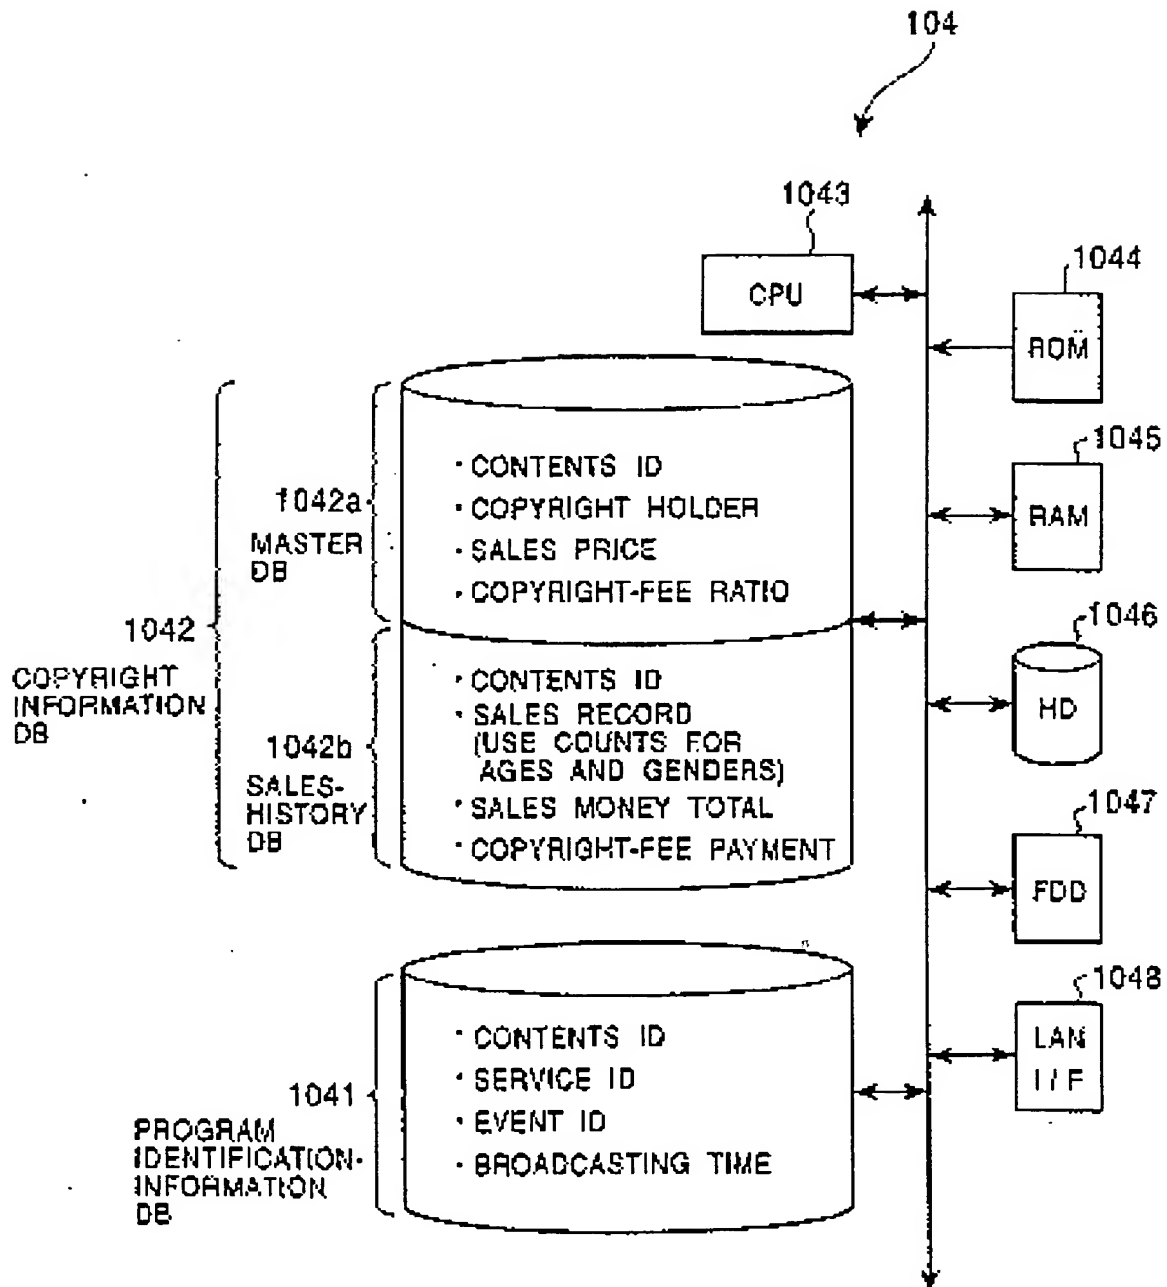 104
1043
CPU
1044
ROM
1045
RAM
1046
HD
1047
FDD
1048
LAN
I/F
1042
COPYRIGHT
INFORMATION
DB
1042a
MASTER
DB
· CONTENTS ID
· COPYRIGHT HOLDER
· SALES PRICE
· COPYRIGHT-FEE RATIO
1042b
SALES-
HISTORY
DB
· CONTENTS ID
· SALES RECORD
(USE COUNTS FOR
AGES AND GENDERS)
· SALES MONEY TOTAL
· COPYRIGHT-FEE PAYMENT
1041
PROGRAM
IDENTIFICATION-
INFORMATION
DB
· CONTENTS ID
· SERVICE ID
· EVENT ID
· BROADCASTING TIME